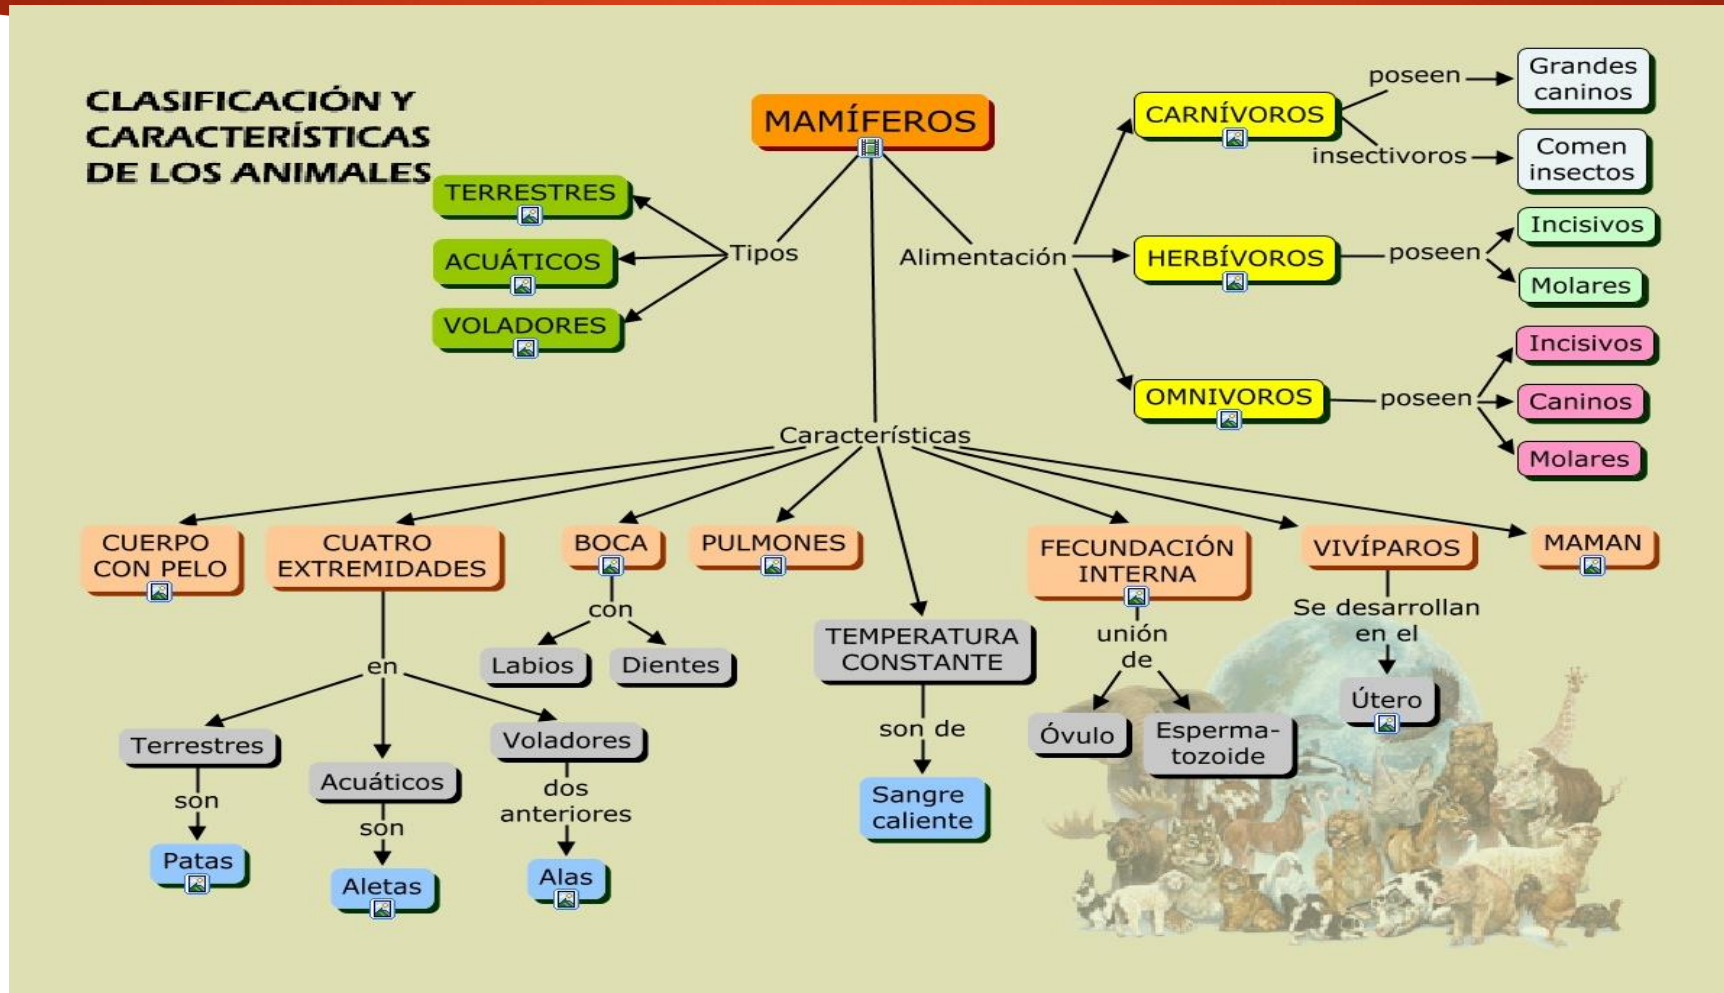 CLASIFICACIÓN Y
CARACTERÍSTICAS
DE LOS ANIMALES
MAMÍFEROS
Tipos
TERRESTRES
ACUÁTICOS
VOLADORES
Alimentación
CARNÍVOROS
poseen
Grandes
caninos
insectivoros
Comen
insectos
HERBÍVOROS
poseen
Incisivos
Molares
OMNIVOROS
poseen
Incisivos
Caninos
Molares
Características
CUERPO
CON PELO
CUATRO
EXTREMIDADES
en
Terrestres
son
Patas
Acuáticos
son
Aletas
Voladores
dos
anteriores
Alas
BOCA
con
Labios
Dientes
PULMONES
TEMPERATURA
CONSTANTE
son de
Sangre
caliente
FECUNDACIÓN
INTERNA
unión
de
Óvulo
Esperma-
tozoide
VIVÍPAROS
Se desarrollan
en el
Útero
MAMAN